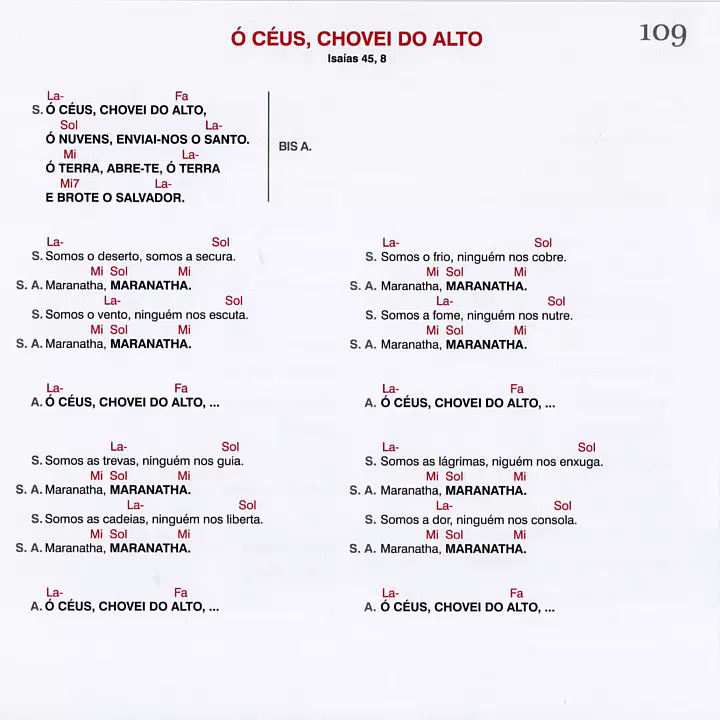 Ó CÉUS, CHOVEI DO ALTO
109
Isaías 45, 8
La- Fa
S. Ó CÉUS, CHOVEI DO ALTO,
Sol La-
Ó NUVENS, ENVIAI-NOS O SANTO.
BIS A.
Mi La-
Ó TERRA, ABRE-TE, Ó TERRA
Mi7 La-
E BROTE O SALVADOR.
La- Sol
S. Somos o deserto, somos a secura.
Mi Sol Mi
S. A. Maranatha, MARANATHA.
La- Sol
S. Somos o vento, ninguém nos escuta.
Mi Sol Mi
S. A. Maranatha, MARANATHA.
La- Fa
A. Ó CÉUS, CHOVEI DO ALTO, ...
La- Sol
S. Somos as trevas, ninguém nos guia.
Mi Sol Mi
S. A. Maranatha, MARANATHA.
La- Sol
S. Somos as cadeias, ninguém nos liberta.
Mi Sol Mi
S. A. Maranatha, MARANATHA.
La- Fa
A. Ó CÉUS, CHOVEI DO ALTO, ...
La- Sol
S. Somos o frio, ninguém nos cobre.
Mi Sol Mi
S. A. Maranatha, MARANATHA.
La- Sol
S. Somos a fome, ninguém nos nutre.
Mi Sol Mi
S. A. Maranatha, MARANATHA.
La- Fa
A. Ó CÉUS, CHOVEI DO ALTO, ...
La- Sol
S. Somos as lágrimas, niguém nos enxuga.
Mi Sol Mi
S. A. Maranatha, MARANATHA.
La- Sol
S. Somos a dor, ninguém nos consola.
Mi Sol Mi
S. A. Maranatha, MARANATHA.
La- Fa
A. Ó CÉUS, CHOVEI DO ALTO, ...